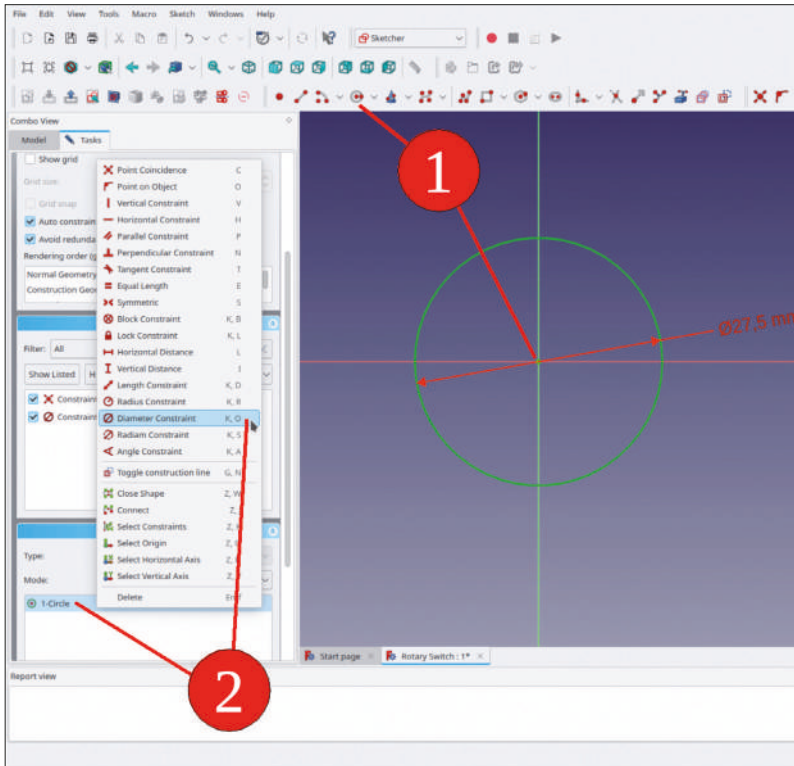 File Edit View Tools Macro Sketch Windows Help
Sketcher
Combo View
Model Tasks
Show grid
Grid size:
Grid snap
Auto constrain
Avoid redunda
Rendering order (g
Normal Geometry
Construction Geo
Filter: All
Show Listed H
Constrain
Constrain
Point Coincidence C
Point on Object O
Vertical Constraint V
Horizontal Constraint H
Parallel Constraint P
Perpendicular Constraint N
Tangent Constraint T
Equal Length E
Symmetric S
Block Constraint K, B
Lock Constraint K, L
Horizontal Distance L
Vertical Distance I
Length Constraint K, D
Radius Constraint K, R
Diameter Constraint K, O
Radiam Constraint K, S
Angle Constraint K, A
Toggle construction line G, N
Close Shape Z, W
Connect Z,
Select Constraints Z,
Select Origin Z,
Select Horizontal Axis Z,
Select Vertical Axis Z,
Delete
Type:
Mode:
1-Circle
1
Ø27,5 mm
2
Start page
Rotary Switch : 1*
Report view